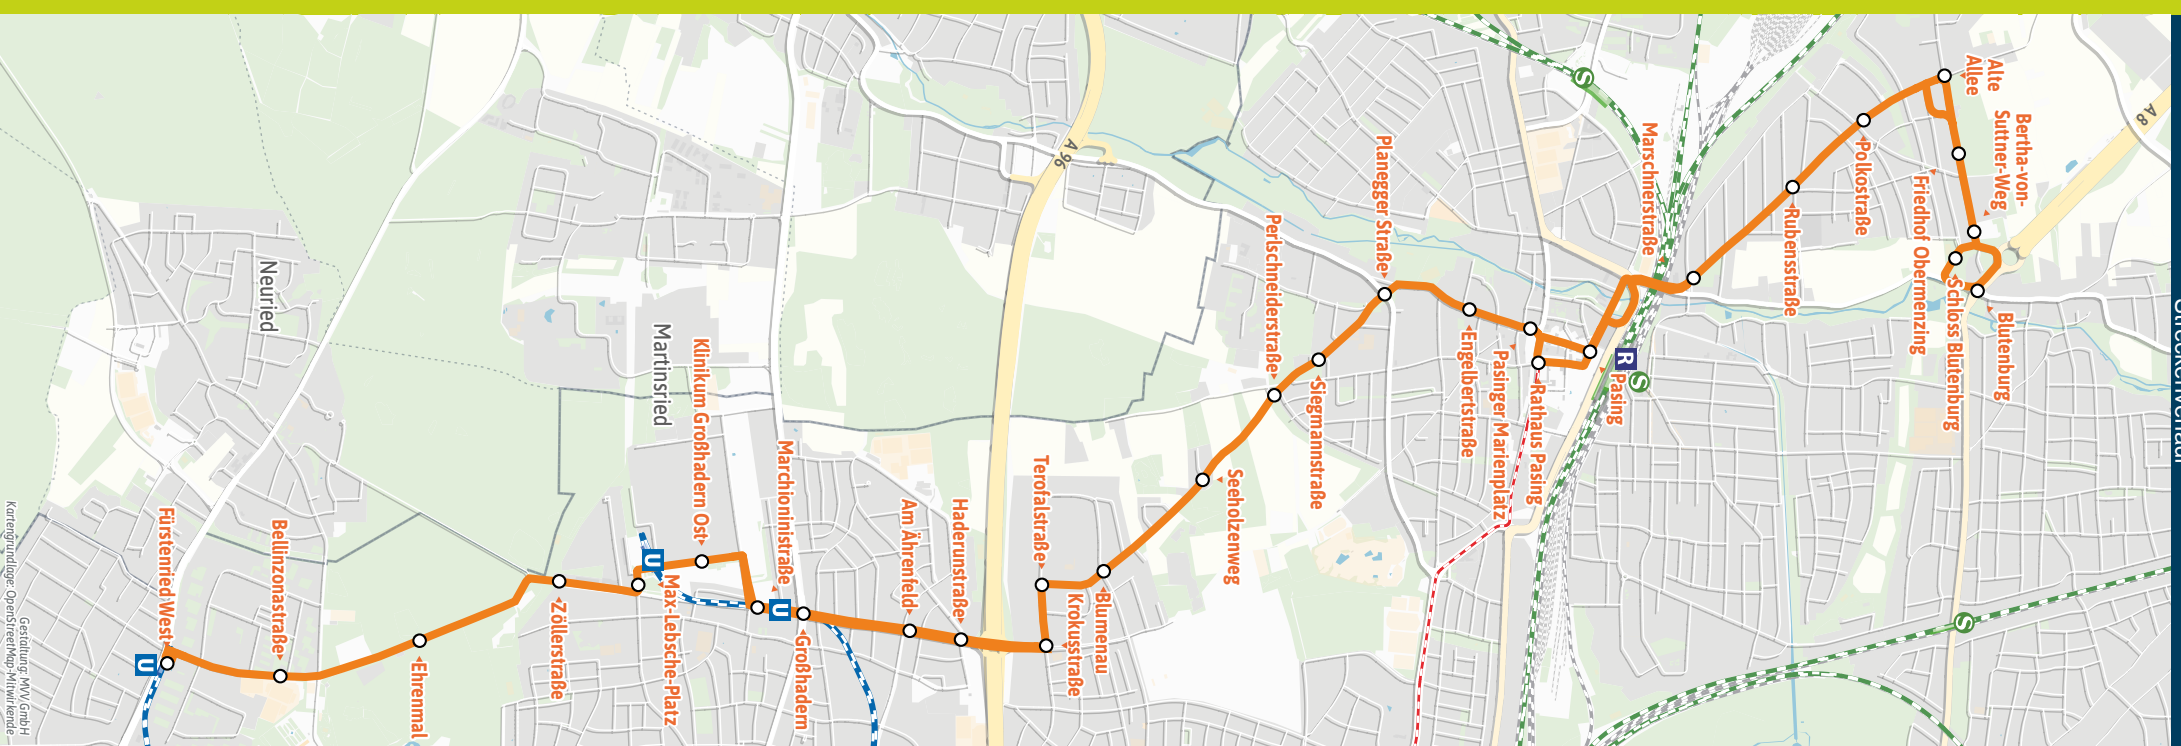 Alte
Allee
Bertha-von-
Suttner-Weg
A 8
Polkostraße
Friedhof Obermenzing
Rubensstraße
Schloss Blutenburg
Blutenburg
Marschnerstraße
R
S
Pasing
Rathaus Pasing
Pasinger Marienplatz
Engelbertstraße
Planegger Straße
Siegmannstraße
Perlschneiderstraße
Seeholzenweg
Blumenau
Krokusstraße
Terofalstraße
A 96
Haderunstraße
Am Ährenfeld
Großhadern
U
Marchioninistraße
Klinikum Großhadern Ost
U
Max-Lebsche-Platz
Martinsried
Zöllerstraße
Ehrenmal
Bellinzonastraße
Fürstenried West
U
Neuried
S
S
Gestaltung: MVV GmbH
Kartengrundlage: OpenStreetMap-Mitwirkende